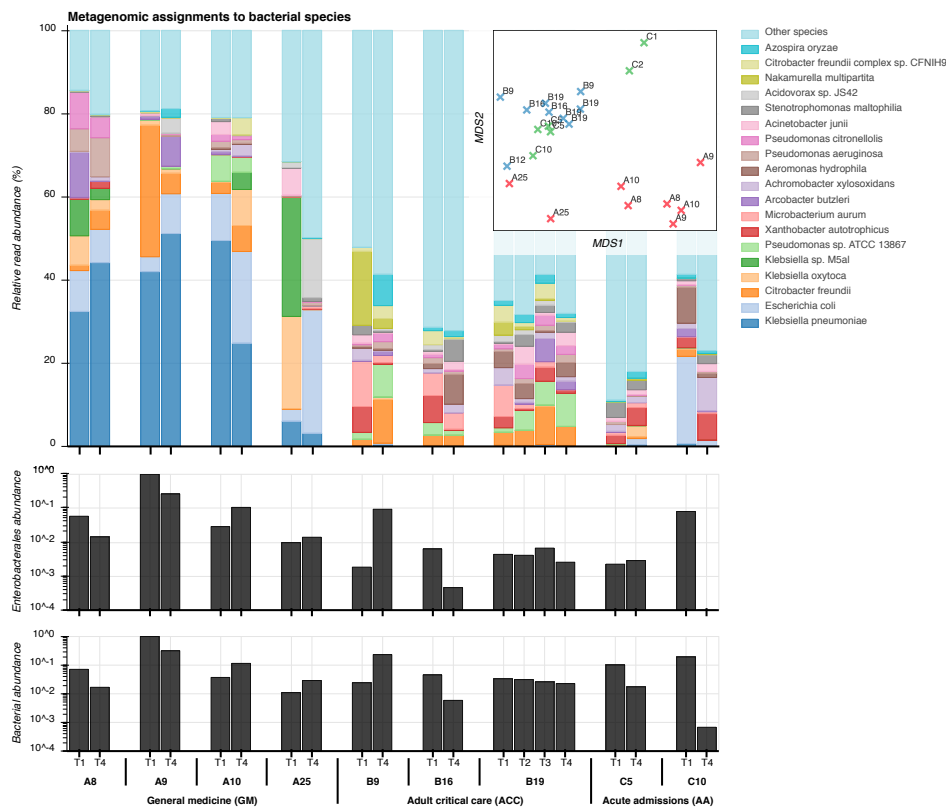 Metagenomic assignments to bacterial species
Relative read abundance (%)
100
80
60
40
20
0
MDS2
MDS1
C1
C2
B9
B9
B16
B19
B16
B19
B19
B19
C5
C10
B12
A25
A25
A9
A10
A8
A8
A10
A9
Other species
Azospira oryzae
Citrobacter freundii complex sp. CFNIH9
Nakamurella multipartita
Acidovorax sp. JS42
Stenotrophomonas maltophilia
Acinetobacter junii
Pseudomonas citronellolis
Pseudomonas aeruginosa
Aeromonas hydrophila
Achromobacter xylosoxidans
Arcobacter butzleri
Microbacterium aurum
Xanthobacter autotrophicus
Pseudomonas sp. ATCC 13867
Klebsiella sp. M5al
Klebsiella oxytoca
Citrobacter freundii
Escherichia coli
Klebsiella pneumoniae
Enterobacterales abundance
10^0
10^-1
10^-2
10^-3
10^-4
Bacterial abundance
10^0
10^-1
10^-2
10^-3
10^-4
T1 T4 T1 T4 T1 T4 T1 T4 T1 T4 T1 T4 T1 T2 T3 T4 T1 T4 T1 T4
A8 A9 A10 A25 B9 B16 B19 C5 C10
General medicine (GM) Adult critical care (ACC) Acute admissions (AA)